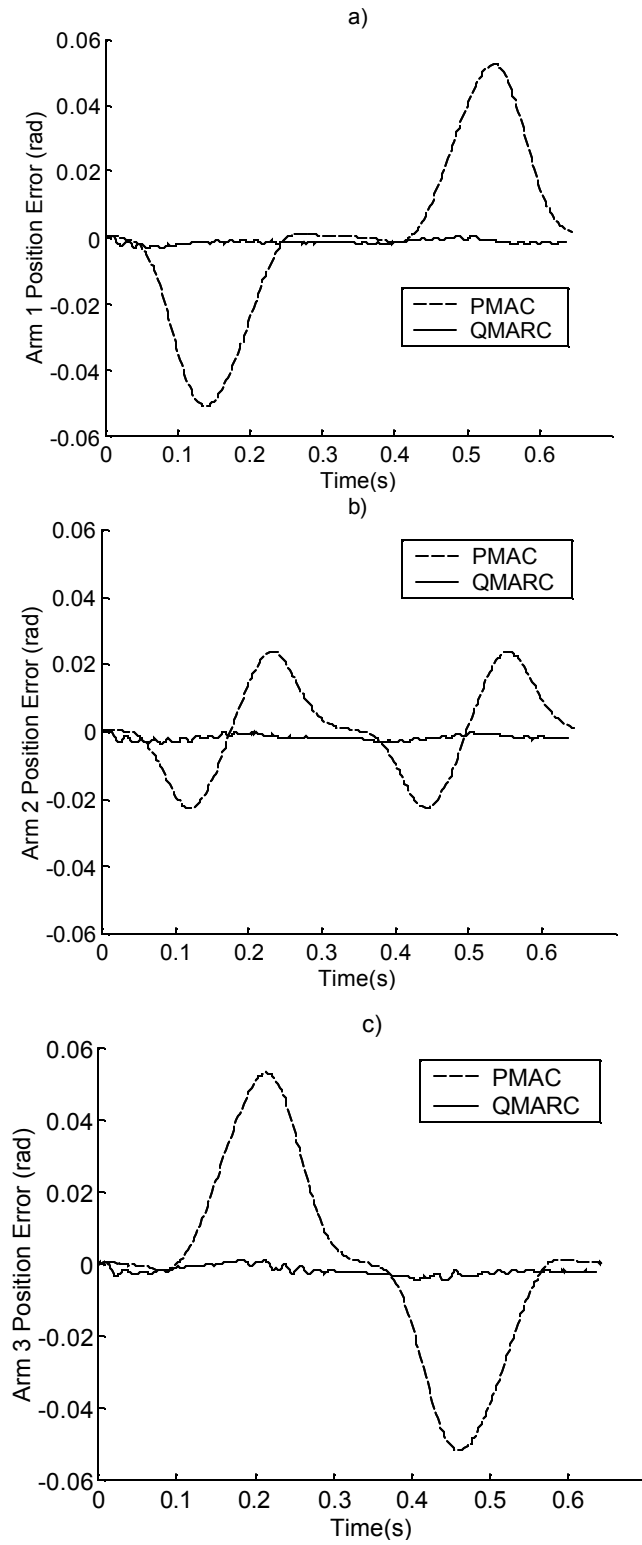 a)
0.06
0.04
0.02
0
-0.02
-0.04
-0.06
Arm 1 Position Error (rad)
PMAC
QMARC
0 0.1 0.2 0.3 0.4 0.5 0.6
Time(s)
b)
0.06
0.04
0.02
0
-0.02
-0.04
-0.06
Arm 2 Position Error (rad)
PMAC
QMARC
0 0.1 0.2 0.3 0.4 0.5 0.6
Time(s)
c)
0.06
0.04
0.02
0
-0.02
-0.04
-0.06
Arm 3 Position Error (rad)
PMAC
QMARC
0 0.1 0.2 0.3 0.4 0.5 0.6
Time(s)